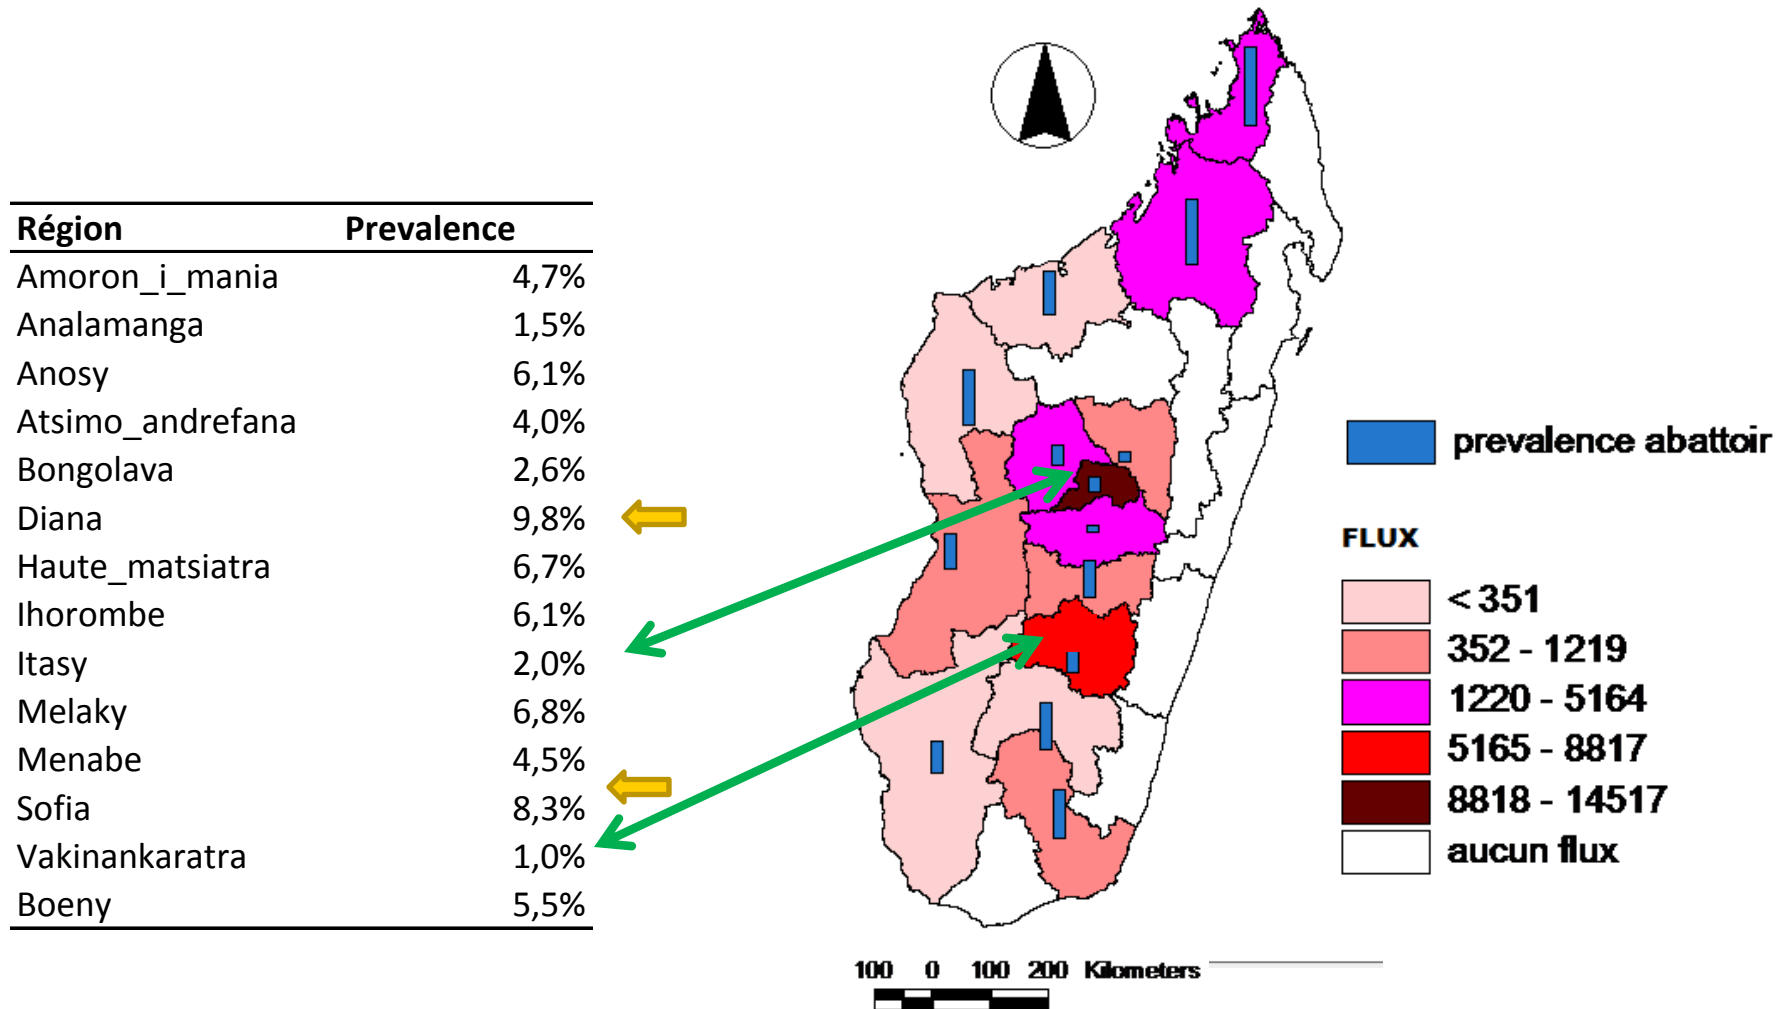 Région Prevalence
Amoron_i_mania 4,7%
Analamanga 1,5%
Anosy 6,1%
Atsimo_andrefana 4,0%
Bongolava 2,6%
Diana 9,8%
Haute_matsiatra 6,7%
Ihorombe 6,1%
Itasy 2,0%
Melaky 6,8%
Menabe 4,5%
Sofia 8,3%
Vakinankaratra 1,0%
Boeny 5,5%
prevalence abattoir
FLUX
< 351
352 - 1219
1220 - 5164
5165 - 8817
8818 - 14517
aucun flux
100 0 100 200 Kilometers